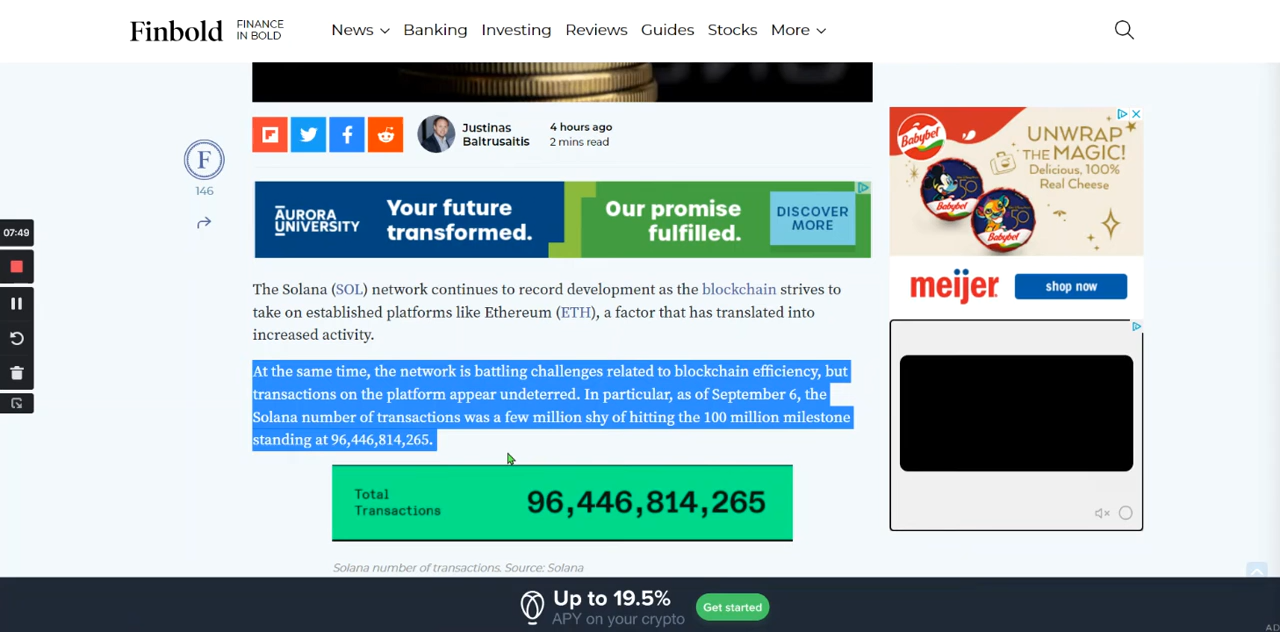 Finbold
FINANCE
IN BOLD
News
Banking
Investing
Reviews
Guides
Stocks
More
Justinas
Baltrusaitis
4 hours ago
2 mins read
F
146
07:49
AURORA
UNIVERSITY
Your future
transformed.
Our promise
fulfilled.
DISCOVER
MORE
Babybel
UNWRAP
THE MAGIC!
Delicious, 100%
Real Cheese
50
Babybel
50
Babybel
meijer
shop now
The Solana (SOL) network continues to record development as the blockchain strives to
take on established platforms like Ethereum (ETH), a factor that has translated into
increased activity.
At the same time, the network is battling challenges related to blockchain efficiency, but
transactions on the platform appear undeterred. In particular, as of September 6, the
Solana number of transactions was a few million shy of hitting the 100 million milestone
standing at 96,446,814,265.
Total
Transactions
96,446,814,265
Solana number of transactions. Source: Solana
Up to 19.5%
APY on your crypto
Get started
AD